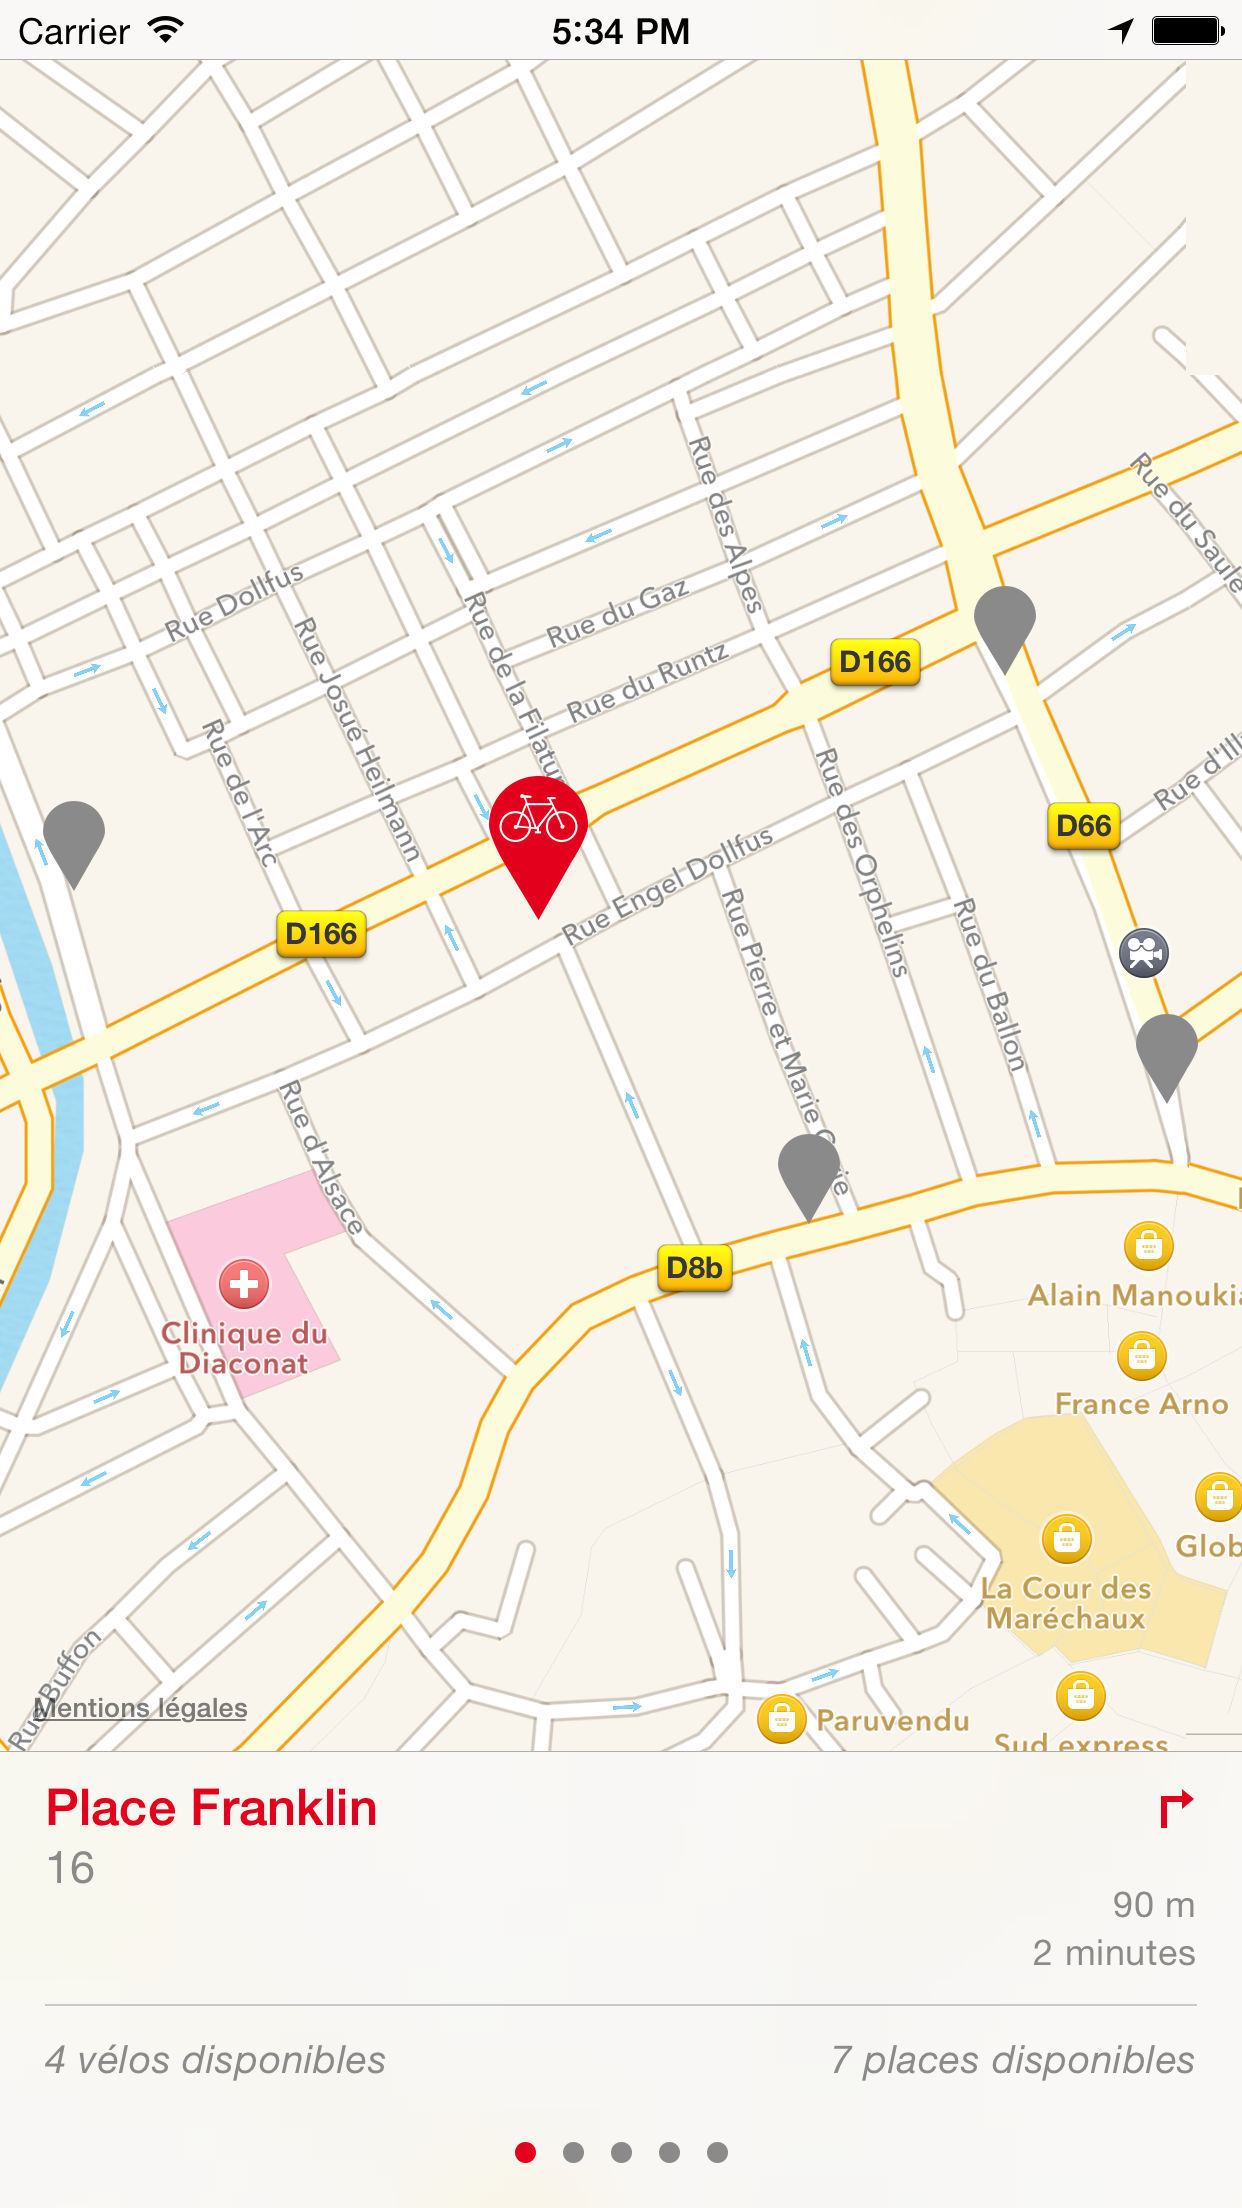 Carrier
5:34 PM
Rue du Saule
Rue des Alpes
Rue Dollfus
Rue du Gaz
Rue de la Filatur
Rue Josué Heilmann
Rue du Runtz
D166
Rue de l'Arc
Rue des Orphelins
Rue d'Ill
D66
Rue Engel Dollfus
Rue Pierre et Marie
Rue du Ballon
D166
Rue d'Alsace
D8b
Alain Manoukia
Clinique du
Diaconat
France Arno
Glob
La Cour des
Maréchaux
Rue Buffon
Mentions légales
Paruvendu
Sud express
Place Franklin
16
90 m
2 minutes
4 vélos disponibles
7 places disponibles